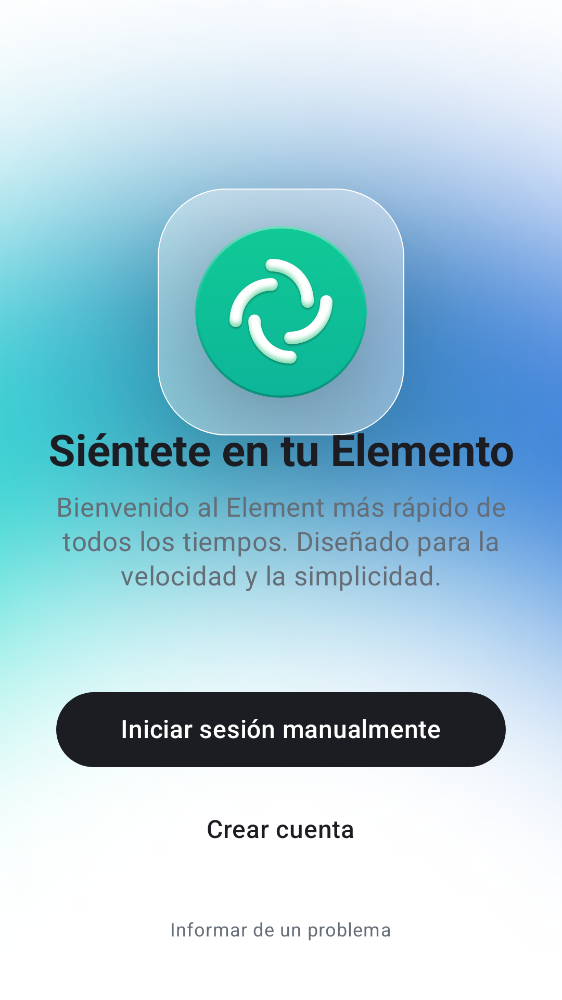 Siéntete en tu Elemento
Bienvenido al Element más rápido de
todos los tiempos. Diseñado para la
velocidad y la simplicidad.
Iniciar sesión manualmente
Crear cuenta
Informar de un problema